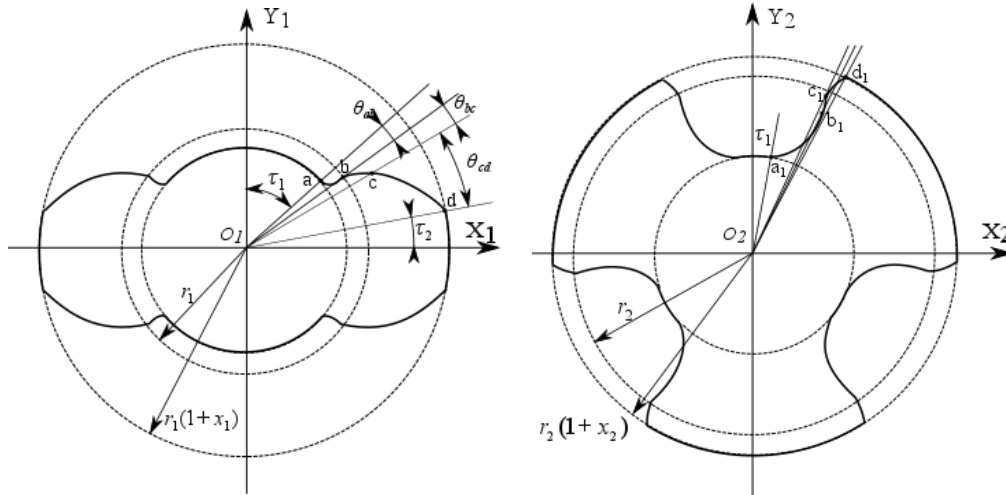 Y₁
θab
θbc
b
a
c
θcd
τ₁
d
O₁
τ₂
X₁
r₁
r₁(1+x₁)
Y₂
d₁
c₁
b₁
τ₁
a₁
O₂
X₂
r₂
r₂(1+x₂)